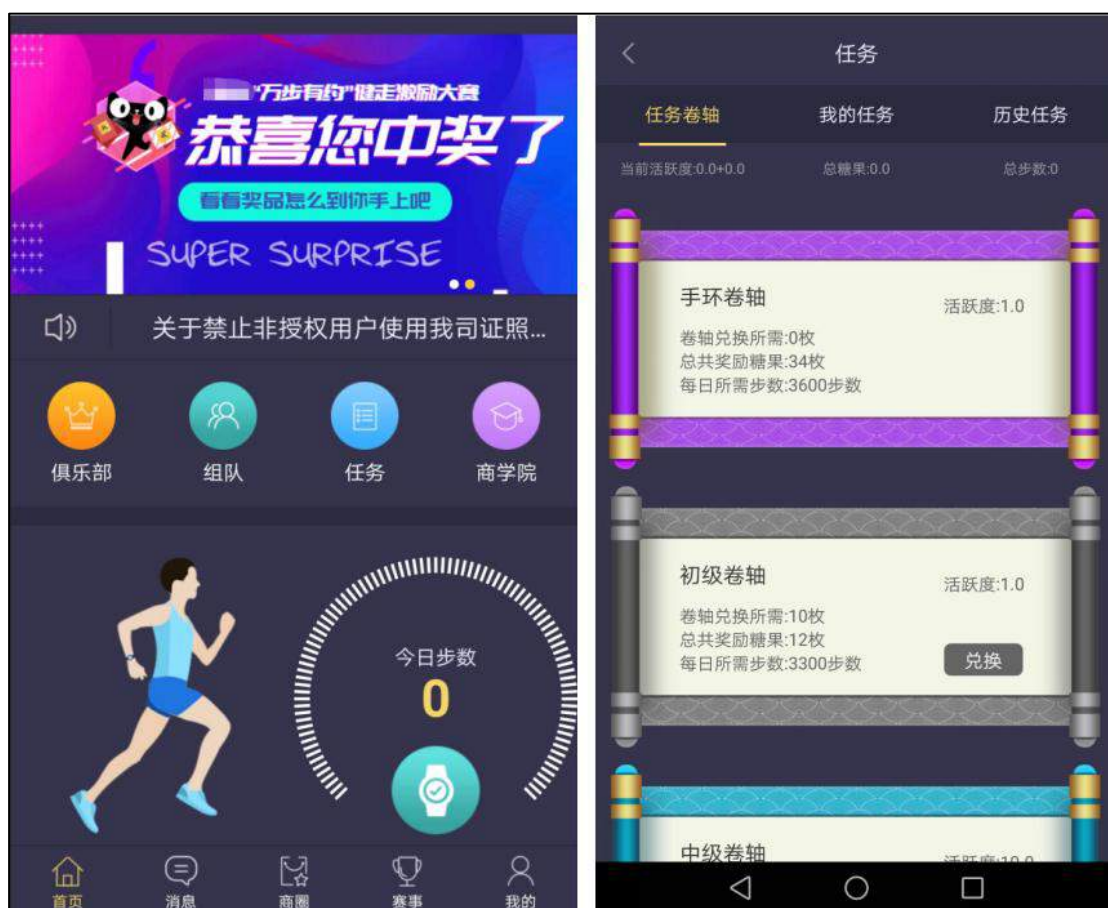 "万步有约"健走激励大赛
恭喜您中奖了
看看奖品怎么到你手上吧
SUPER SURPRISE
关于禁止非授权用户使用我司证照...
俱乐部
组队
任务
商学院
今日步数
0
首页
消息
商圈
赛事
我的
任务
任务卷轴
我的任务
历史任务
当前活跃度:0.0+0.0
总糖果:0.0
总步数:0
手环卷轴
活跃度:1.0
卷轴兑换所需:0枚
总共奖励糖果:34枚
每日所需步数:3600步数
初级卷轴
活跃度:1.0
卷轴兑换所需:10枚
总共奖励糖果:12枚
每日所需步数:3300步数
兑换
中级卷轴
活跃度:10.0